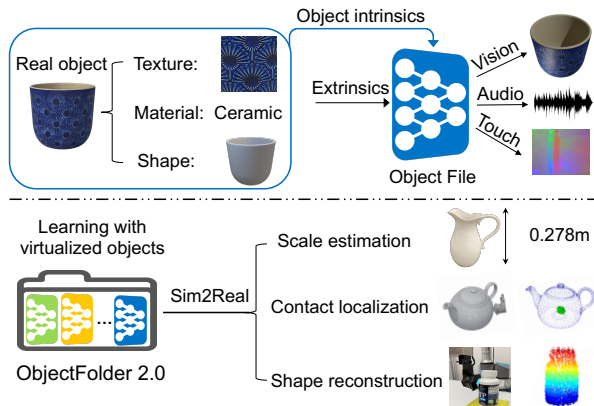 Object intrinsics
Real object
Texture:
Material: Ceramic
Shape:
Extrinsics
Vision
Audio
Touch
Object File
Learning with
virtualized objects
...
ObjectFolder 2.0
Sim2Real
Scale estimation
0.278m
Contact localization
Shape reconstruction